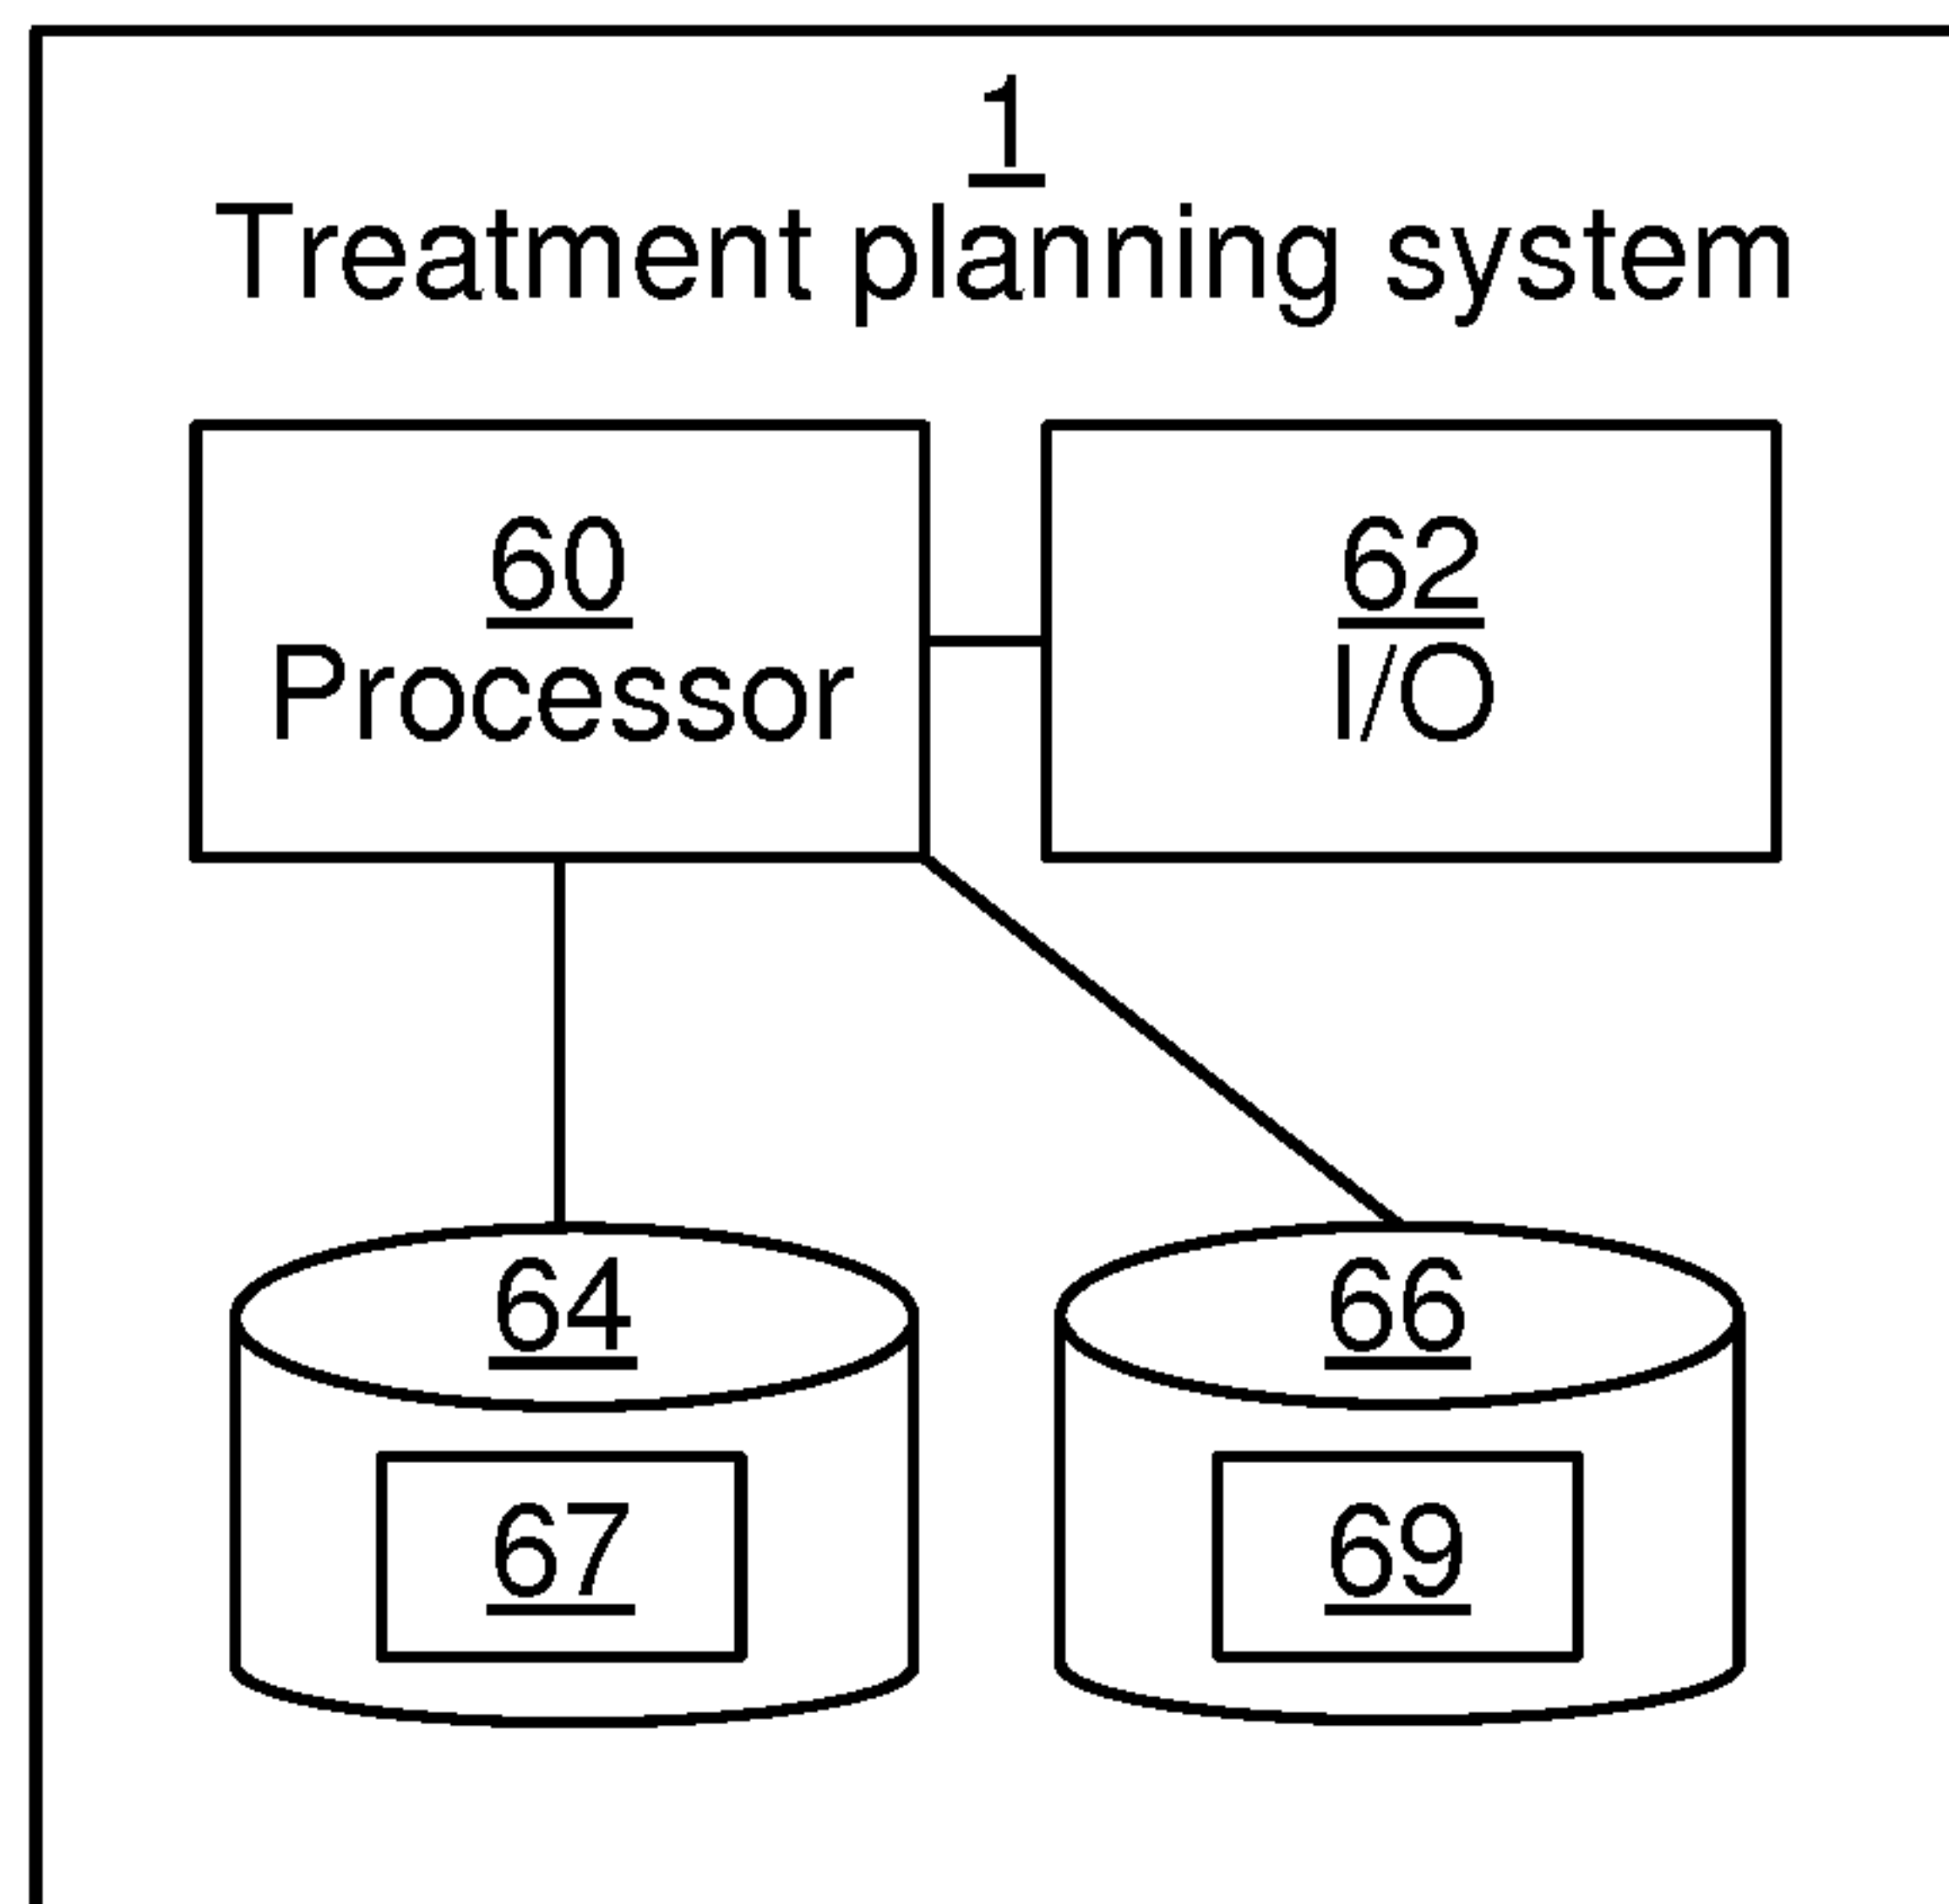 1
Treatment planning system
60
Processor
62
I/O
64
66
67
69